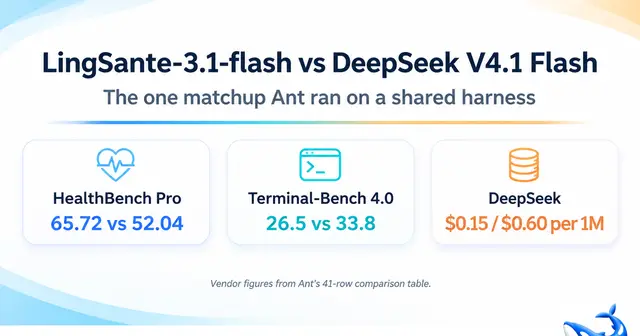 LingSante-3.1-flash vs DeepSeek V4.1 Flash
The one matchup Ant ran on a shared harness
HealthBench Pro
65.72 vs 52.04
Terminal-Bench 4.0
26.5 vs 33.8
DeepSeek
$0.15 / $0.60 per 1M
Vendor figures from Ant's 41-row comparison table.